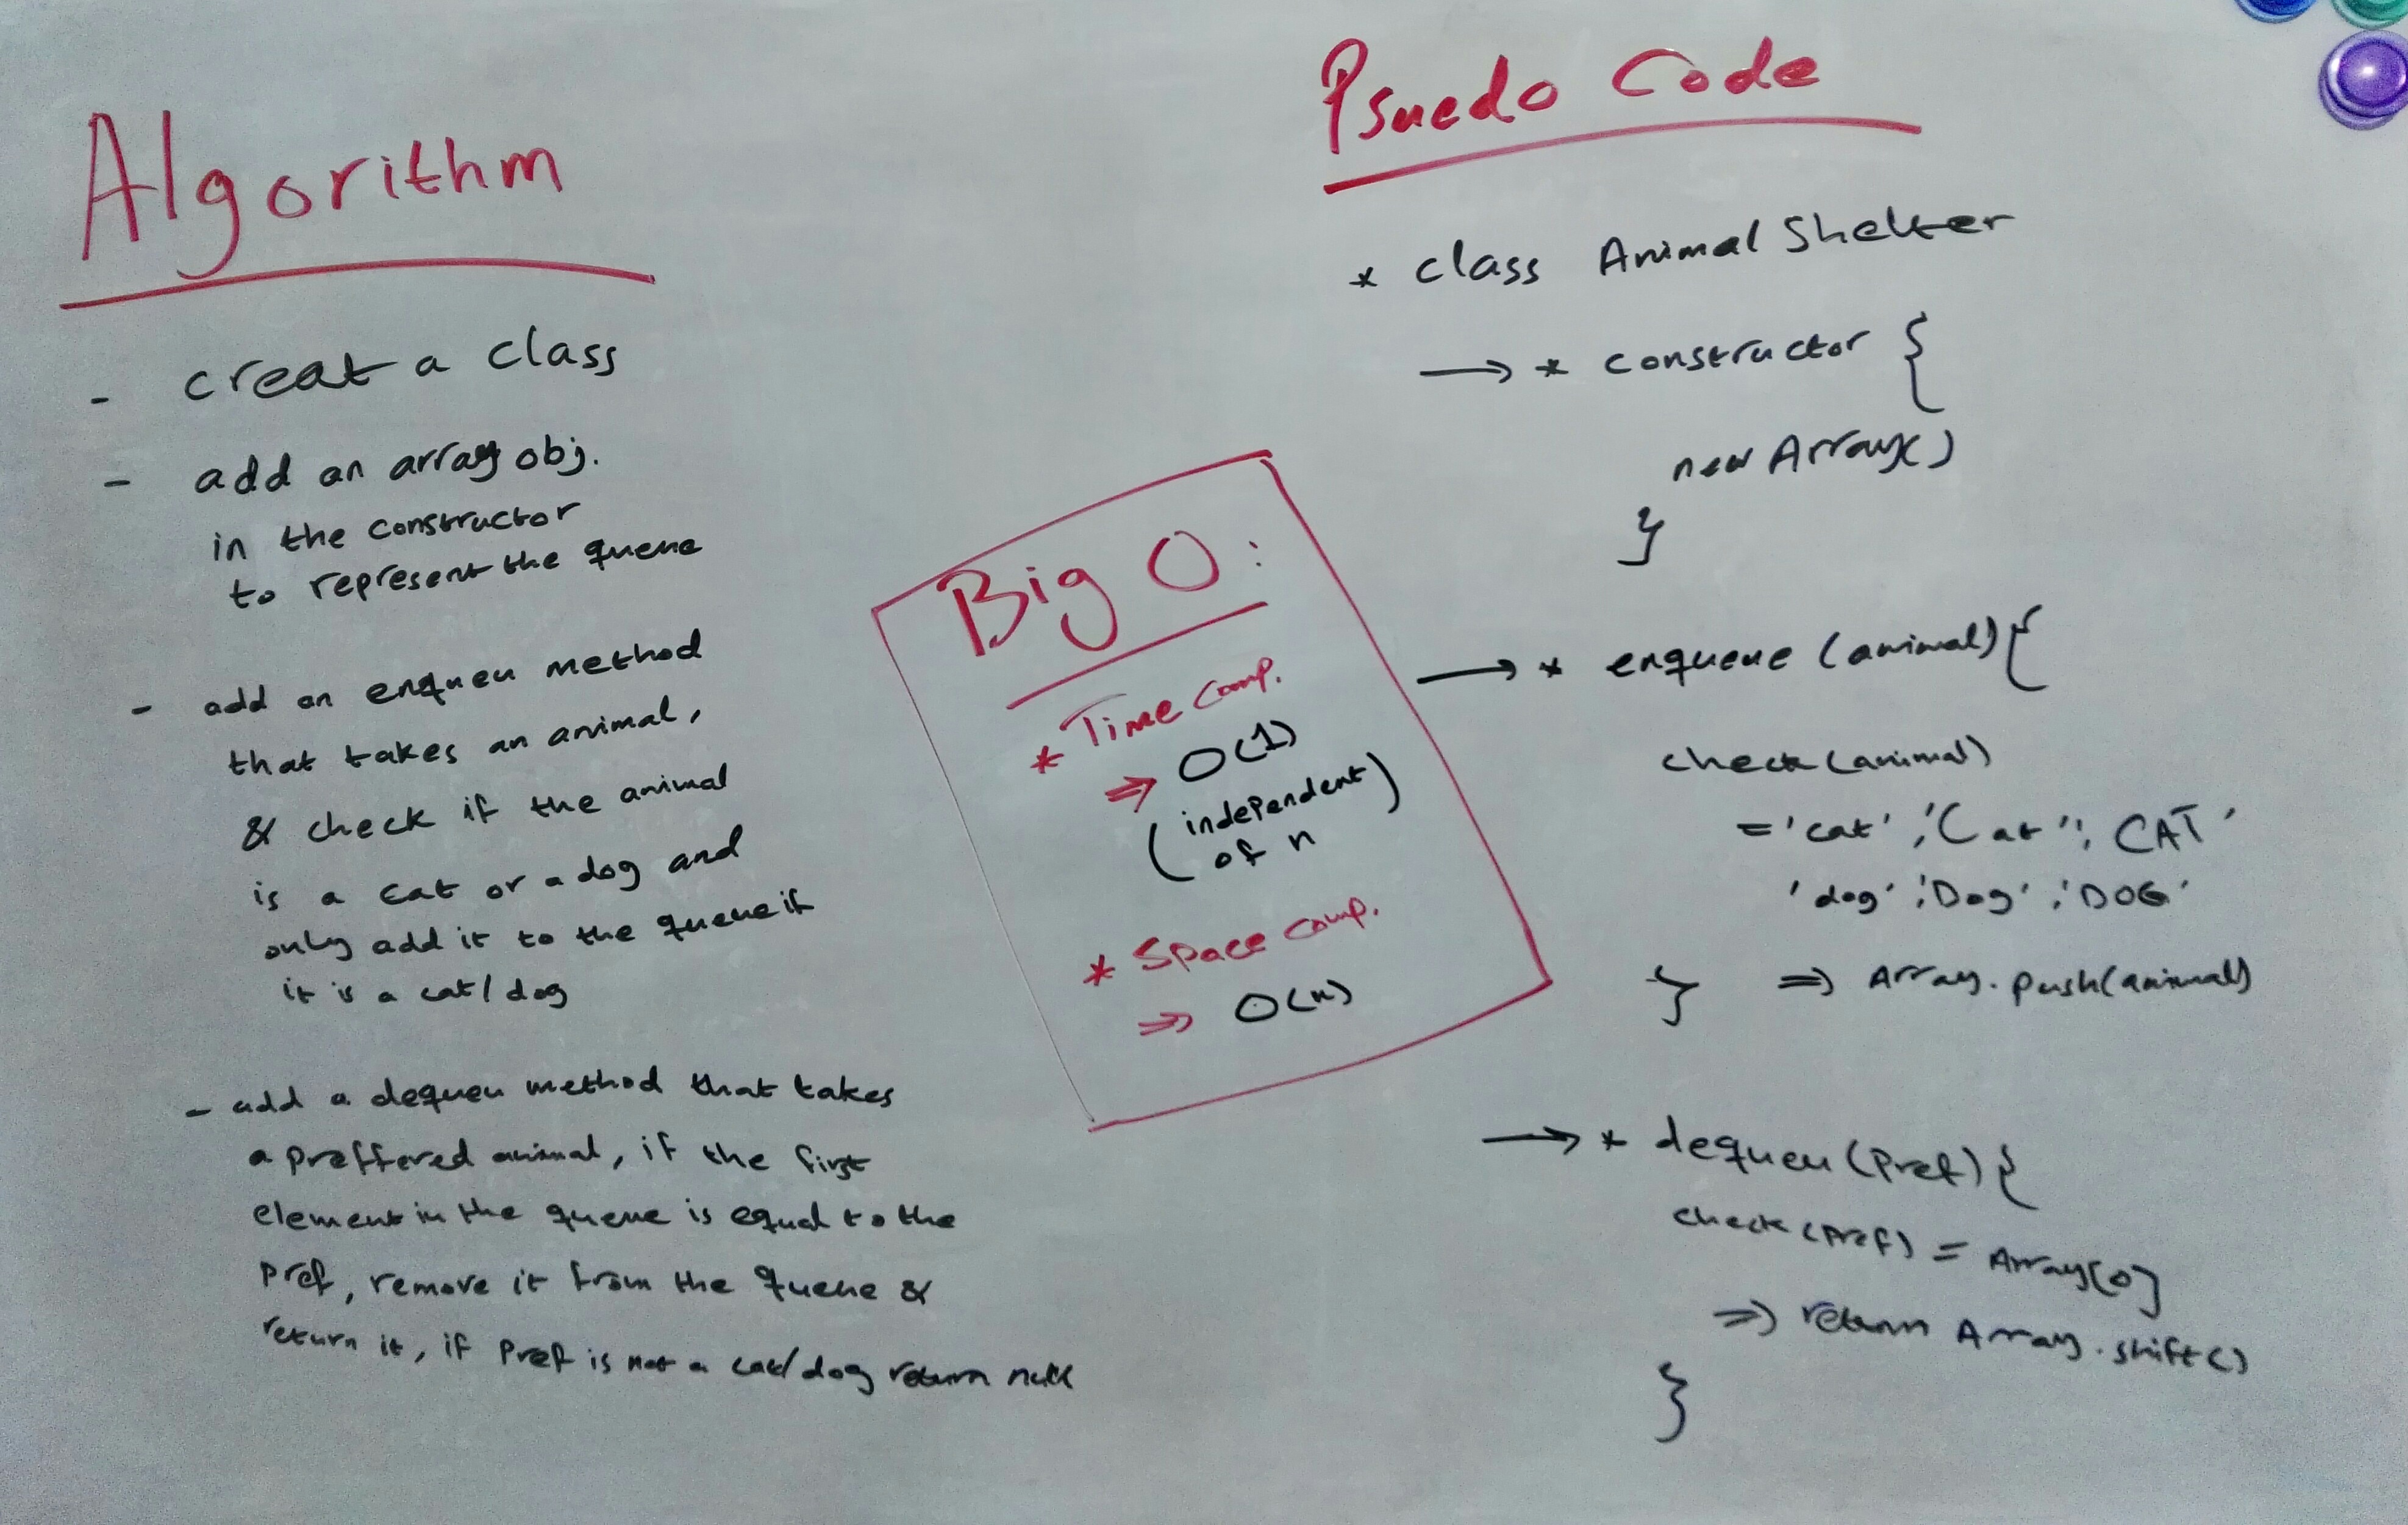 Algorithm
- creat a class
- add an array obj.
in the constructor
to represent the queue
- add an enqueu method
that takes an animal,
& check if the animal
is a cat or a dog and
only add it to the queue if
it is a cat/dog
- add a dequeu method that takes
a preffered animal, if the first
element in the queue is equal to the
pref, remove it from the queue &
return it, if pref is not a cat/dog return null
Big O:
* Time Comp.
⇒ O(1)
(independent
of n)
* Space Comp.
⇒ O(n)
Psuedo Code
* class Animal Shelter
→ * constructor {
new Array()
}
→ * enqueue (animal) {
check (animal)
= 'cat', 'Cat', 'CAT'
'dog', 'Dog', 'DOG'
} ⇒ Array.push(animal)
→ * dequeu (pref) {
check (pref) = Array[0]
⇒ return Array.shift()
}